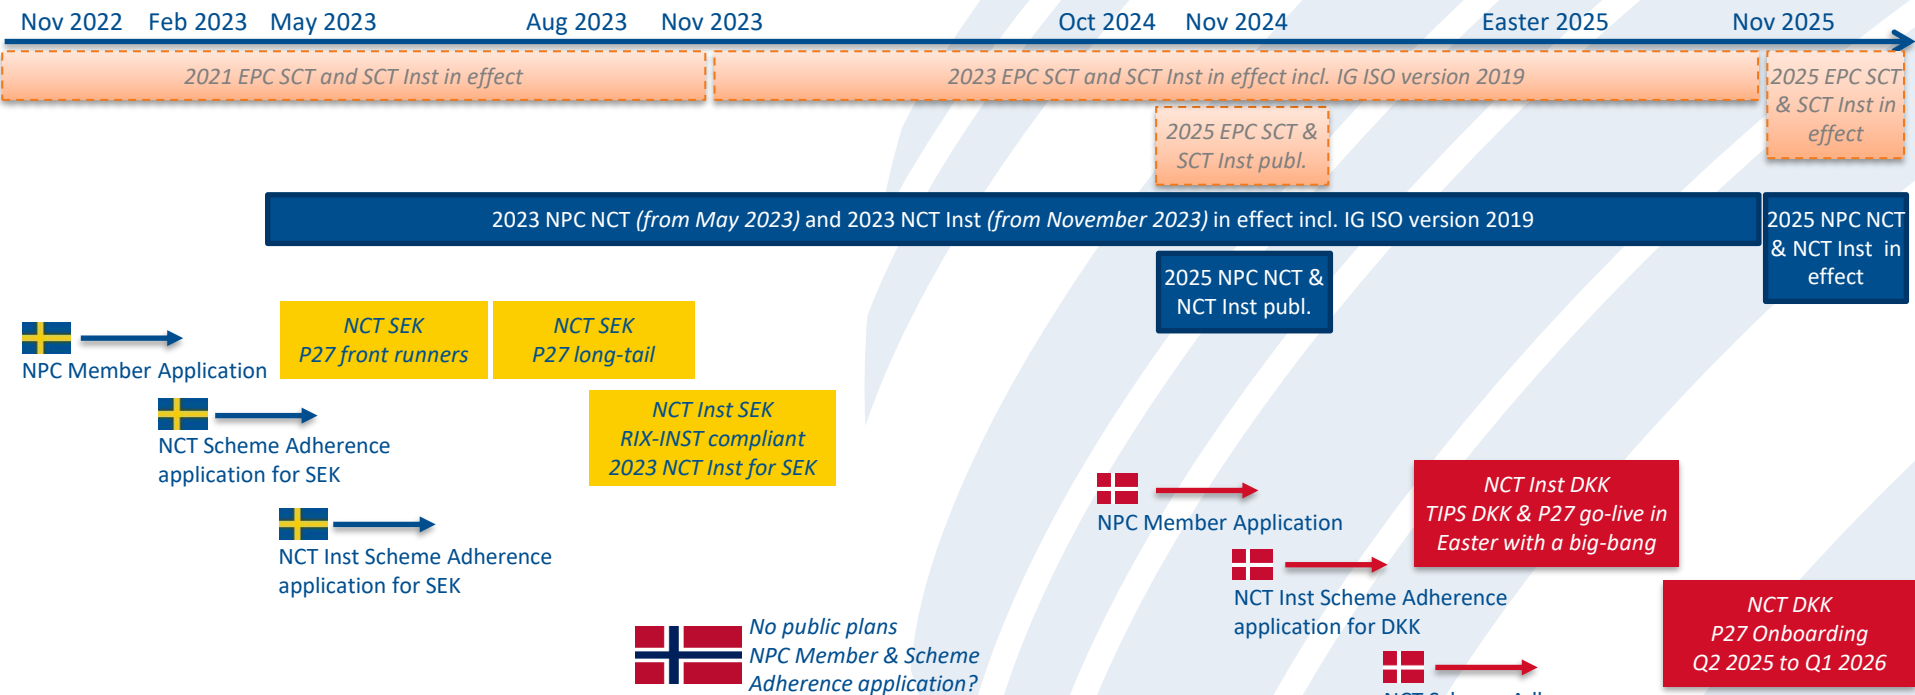 Nov 2022 Feb 2023 May 2023 Aug 2023 Nov 2023 Oct 2024 Nov 2024 Easter 2025 Nov 2025
2021 EPC SCT and SCT Inst in effect
2023 EPC SCT and SCT Inst in effect incl. IG ISO version 2019
2025 EPC SCT
& SCT Inst in
effect
2025 EPC SCT &
SCT Inst publ.
2023 NPC NCT (from May 2023) and 2023 NCT Inst (from November 2023) in effect incl. IG ISO version 2019
2025 NPC NCT
& NCT Inst in
effect
2025 NPC NCT &
NCT Inst publ.
NCT SEK
P27 front runners
NCT SEK
P27 long-tail
NPC Member Application
NCT Inst SEK
RIX-INST compliant
2023 NCT Inst for SEK
NCT Scheme Adherence
application for SEK
NCT Inst Scheme Adherence
application for SEK
NPC Member Application
NCT Inst DKK
TIPS DKK & P27 go-live in
Easter with a big-bang
NCT Inst Scheme Adherence
application for DKK
NCT DKK
P27 Onboarding
Q2 2025 to Q1 2026
No public plans
NPC Member & Scheme
Adherence application?